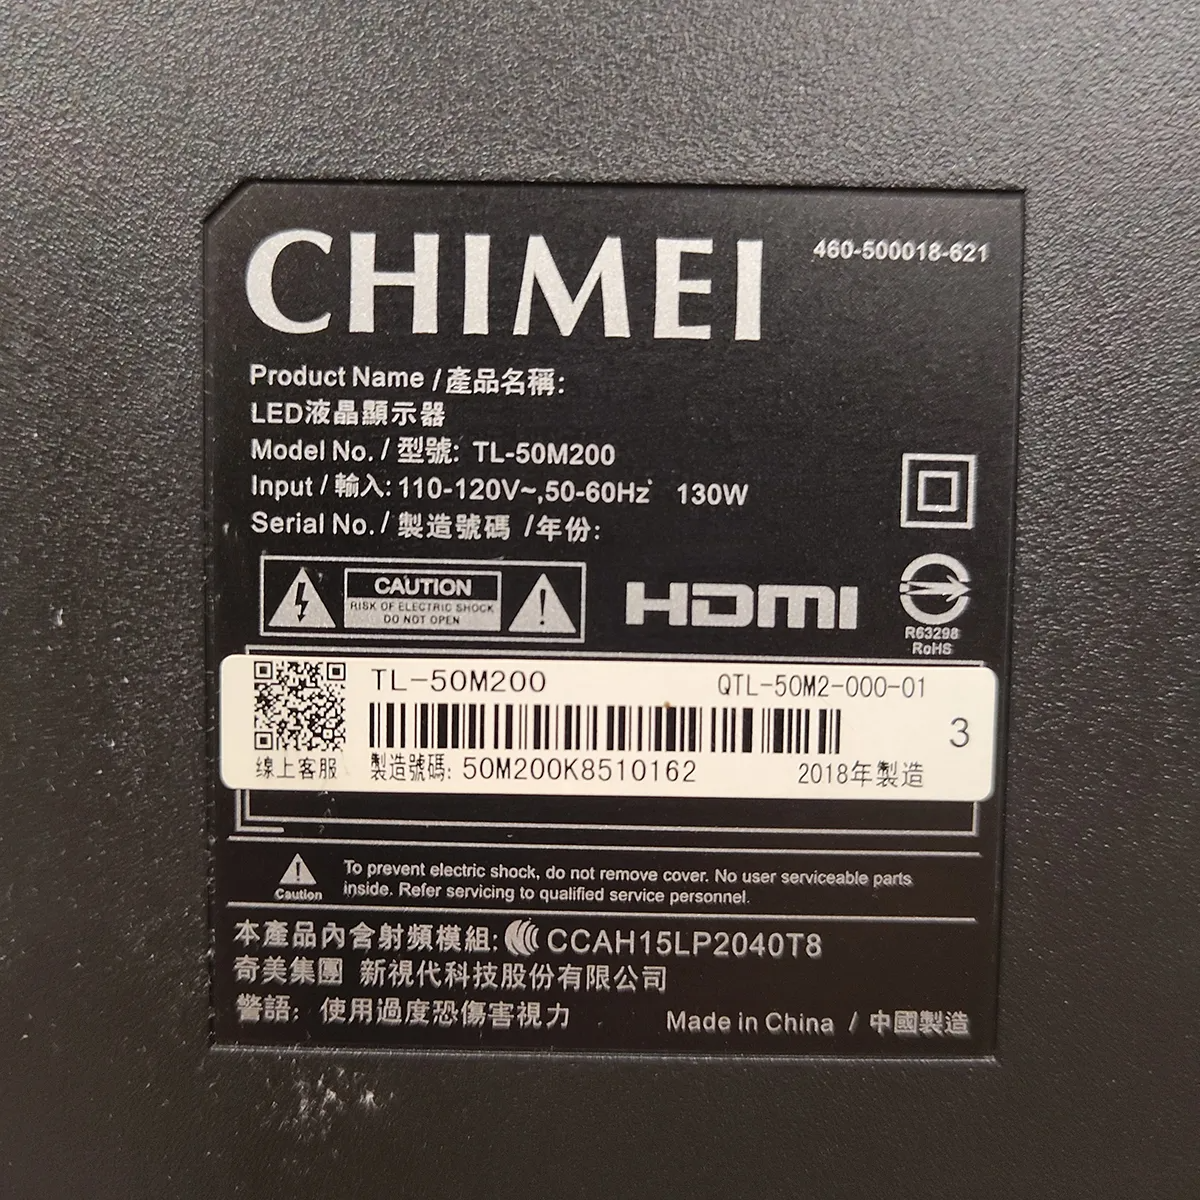 CHIMEI
460-500018-621
Product Name / 產品名稱:
LED液晶顯示器
Model No. / 型號: TL-50M200
Input / 輸入: 110-120V~,50-60Hz 130W
Serial No. / 製造號碼 /年份:
CAUTION
RISK OF ELECTRIC SHOCK
DO NOT OPEN
HDMI
R63298
RoHS
TL-50M200
QTL-50M2-000-01
3
線上客服
製造號碼: 50M200K8510162
2018年製造
Caution
To prevent electric shock, do not remove cover. No user serviceable parts
inside. Refer servicing to qualified service personnel.
本產品內含射頻模組: CCAH15LP2040T8
奇美集團 新視代科技股份有限公司
警語: 使用過度恐傷害視力
Made in China / 中國製造